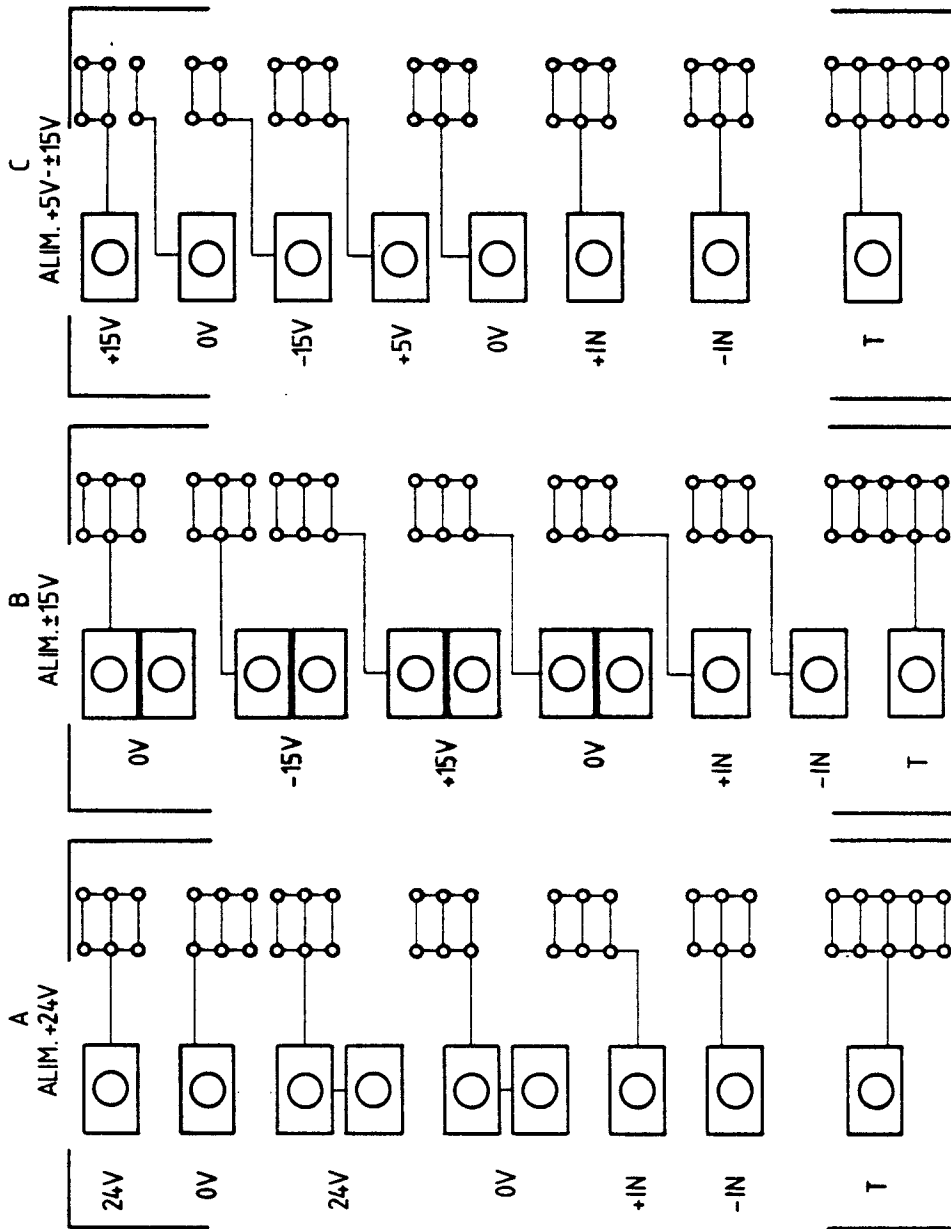 A
ALIM. +24V
24V
0V
24V
0V
+IN
-IN
T
B
ALIM. ±15V
0V
-15V
+15V
0V
+IN
-IN
T
C
ALIM. +5V-±15V
+15V
0V
-15V
+5V
0V
+IN
-IN
T